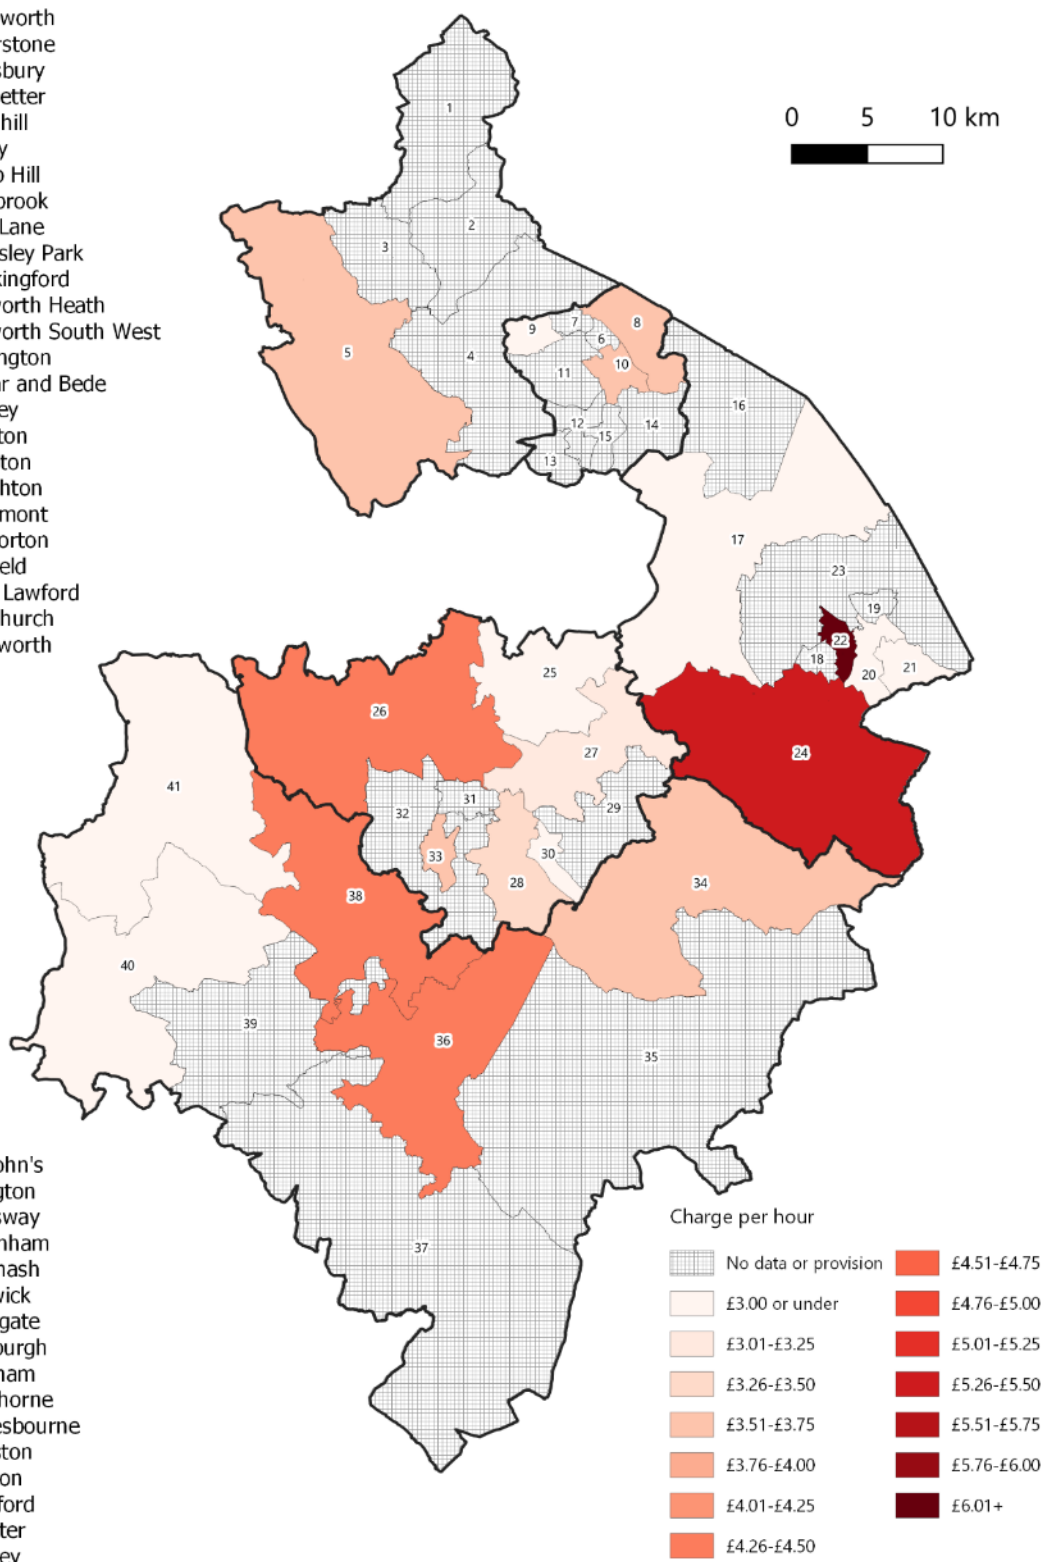 worth
rstone
sbury
etter
hill
y
o Hill
brook
Lane
sley Park
kingford
orth Heath
orth South West
ngton
r and Bede
ey
ton
ton
hton
mont
orton
eld
Lawford
hurch
worth
0 5 10 km
1
2
3
4
5
6
7
8
9
10
11
12
13
14
15
16
17
18
19
20
21
22
23
24
25
26
27
28
29
30
31
32
33
34
35
36
37
38
39
40
41
ohn's
gton
sway
nham
nash
wick
gate
burgh
ham
horne
esbourne
ston
on
ford
ter
ey
Charge per hour
No data or provision
£3.00 or under
£3.01-£3.25
£3.26-£3.50
£3.51-£3.75
£3.76-£4.00
£4.01-£4.25
£4.26-£4.50
£4.51-£4.75
£4.76-£5.00
£5.01-£5.25
£5.26-£5.50
£5.51-£5.75
£5.76-£6.00
£6.01+